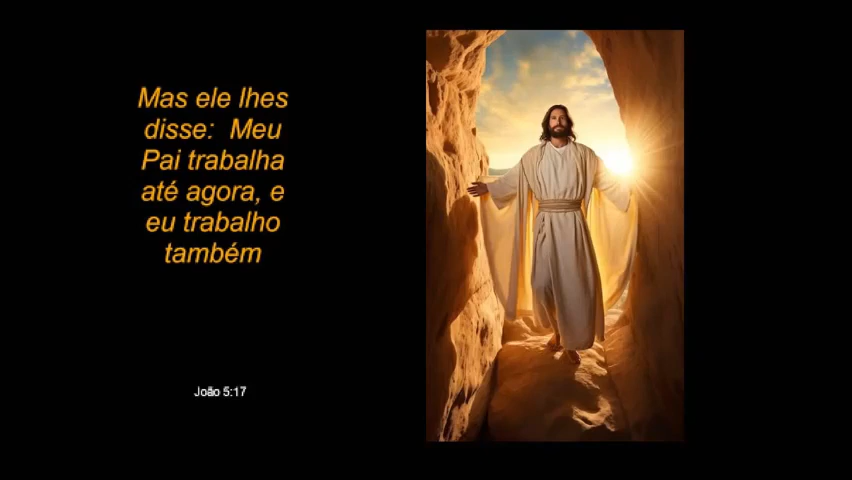 Mas ele lhes
disse:  Meu
Pai trabalha
até agora, e
eu trabalho
também
João 5:17